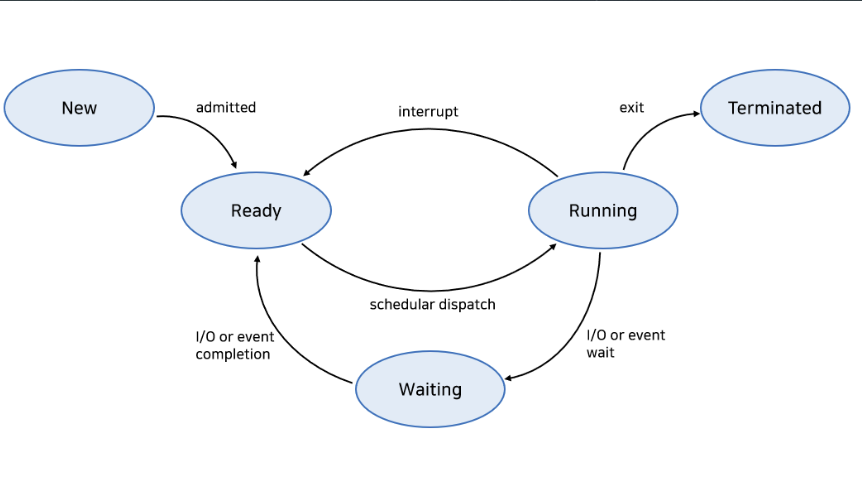 New
admitted
interrupt
exit
Terminated
Ready
Running
schedular dispatch
I/O or event
completion
I/O or event
wait
Waiting